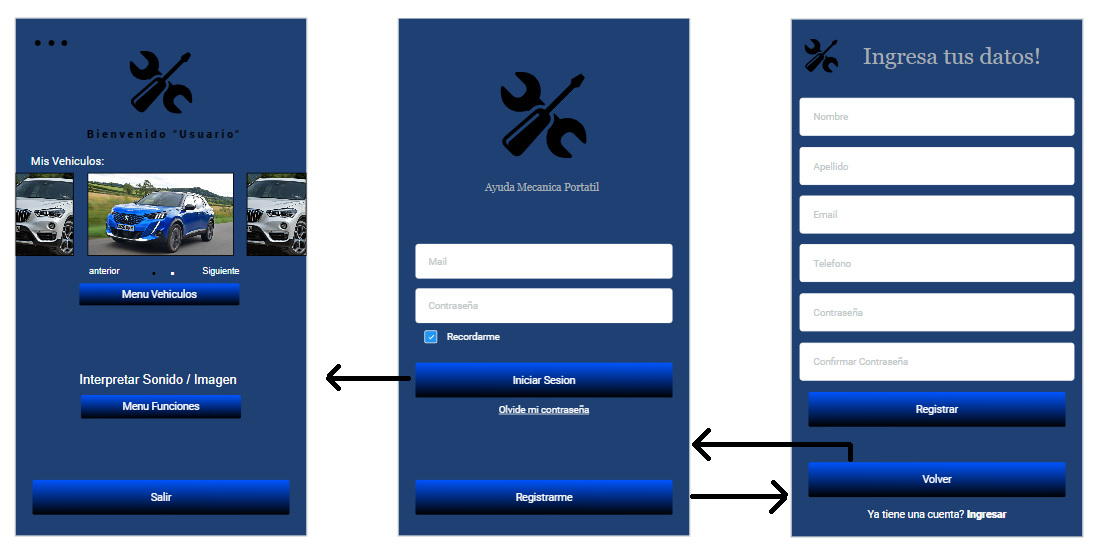 Bienvenido "Usuario"
Mis Vehiculos:
anterior
Siguiente
Menu Vehiculos
Interpretar Sonido / Imagen
Menu Funciones
Salir
Ayuda Mecanica Portatil
Mail
Contraseña
Recordarme
Iniciar Sesion
Olvide mi contraseña
Registrarme
Ingresa tus datos!
Nombre
Apellido
Email
Telefono
Contraseña
Confirmar Contraseña
Registrar
Volver
Ya tiene una cuenta? Ingresar